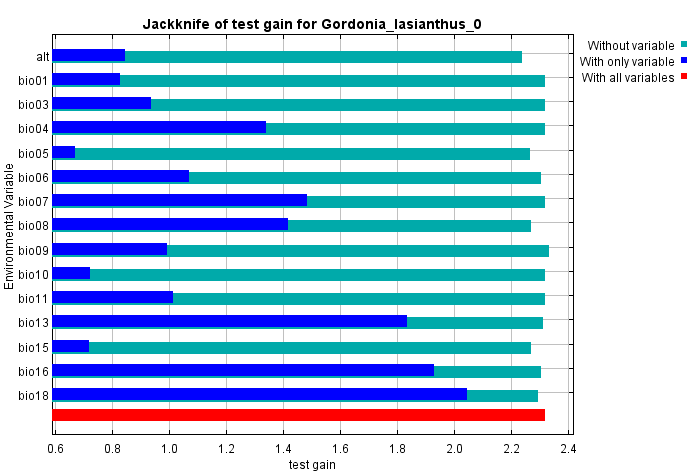 Jackknife of test gain for Gordonia_lasianthus_0
Without variable
With only variable
With all variables
Environmental Variable
alt
bio01
bio03
bio04
bio05
bio06
bio07
bio08
bio09
bio10
bio11
bio13
bio15
bio16
bio18
0.6 0.8 1.0 1.2 1.4 1.6 1.8 2.0 2.2 2.4
test gain